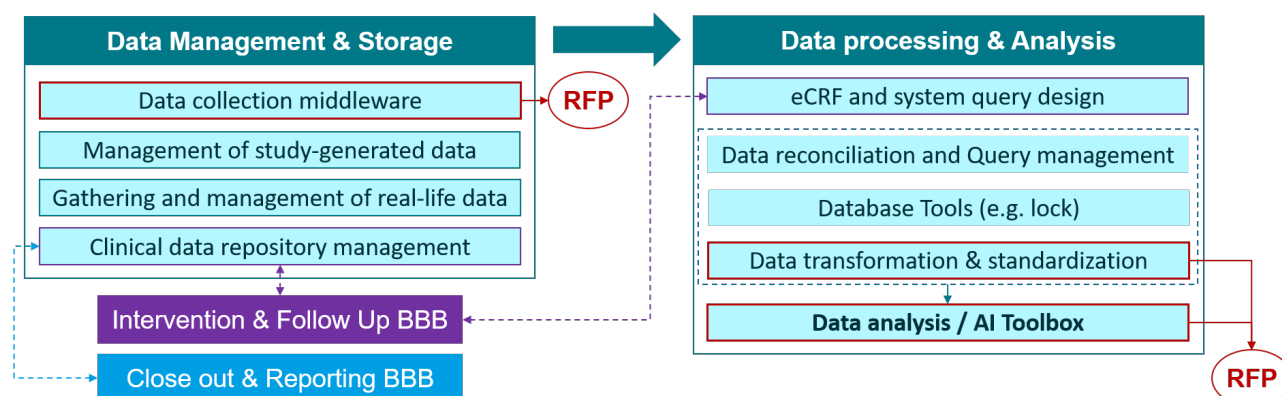 Data Management & Storage
Data collection middleware
RFP
Management of study-generated data
Gathering and management of real-life data
Clinical data repository management
Intervention & Follow Up BBB
Close out & Reporting BBB
Data processing & Analysis
eCRF and system query design
Data reconciliation and Query management
Database Tools (e.g. lock)
Data transformation & standardization
Data analysis / AI Toolbox
RFP